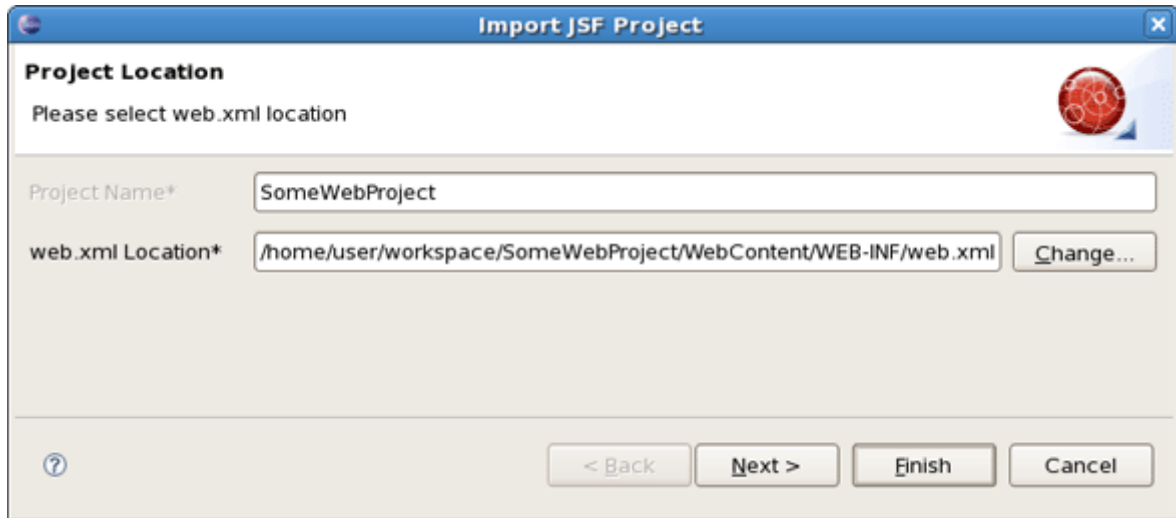 Import JSF Project
Project Location
Please select web.xml location
Project Name* SomeWebProject
web.xml Location* /home/user/workspace/SomeWebProject/WebContent/WEB-INF/web.xml Change...
? < Back Next > Finish Cancel